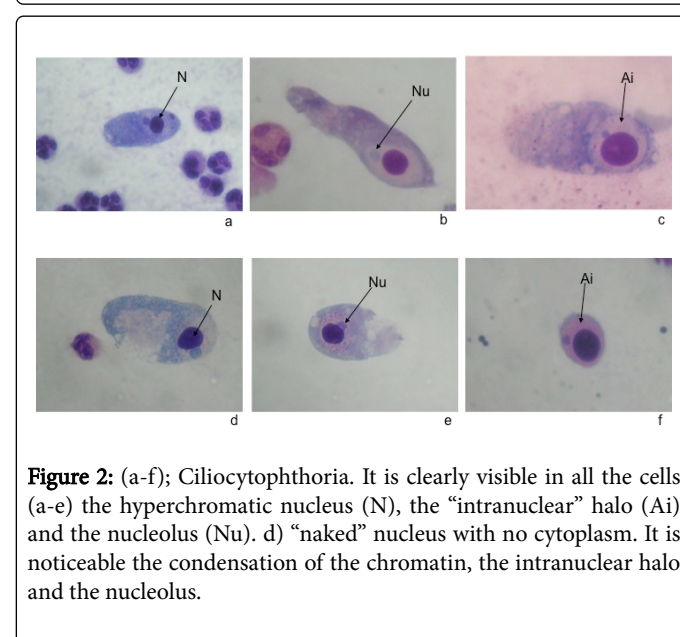 N
Nu
Ai
a
b
c
N
Nu
Ai
d
e
f
Figure 2: (a-f); Ciliocytophthoria. It is clearly visible in all the cells
(a-e) the hyperchromatic nucleus (N), the “intranuclear” halo (Ai)
and the nucleolus (Nu). d) “naked” nucleus with no cytoplasm. It is
noticeable the condensation of the chromatin, the intranuclear halo
and the nucleolus.